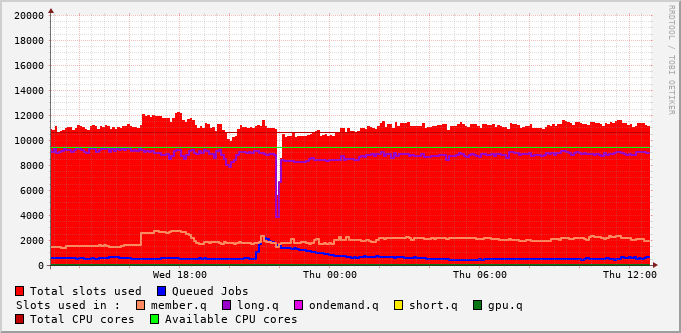 RRDTOOL / TOBI OETIKER
20000
18000
16000
14000
12000
10000
8000
6000
4000
2000
0
Wed 18:00 Thu 00:00 Thu 06:00 Thu 12:00
Total slots used Queued Jobs
Slots used in : member.q long.q ondemand.q short.q gpu.q
Total CPU cores Available CPU cores